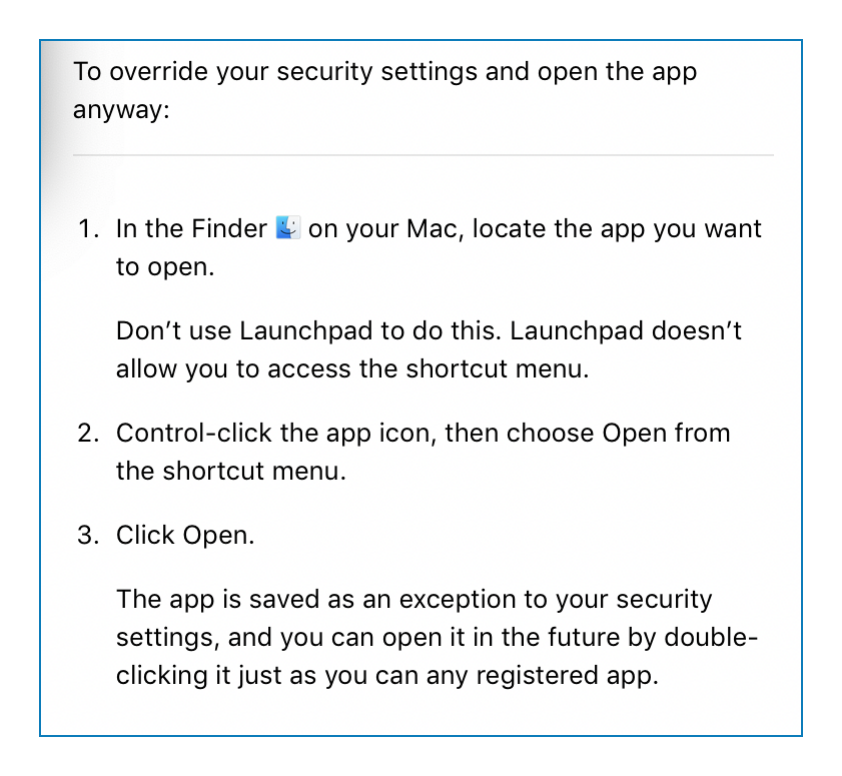 To override your security settings and open the app
anyway:
1. In the Finder on your Mac, locate the app you want
to open.
Don’t use Launchpad to do this. Launchpad doesn’t
allow you to access the shortcut menu.
2. Control-click the app icon, then choose Open from
the shortcut menu.
3. Click Open.
The app is saved as an exception to your security
settings, and you can open it in the future by double-
clicking it just as you can any registered app.